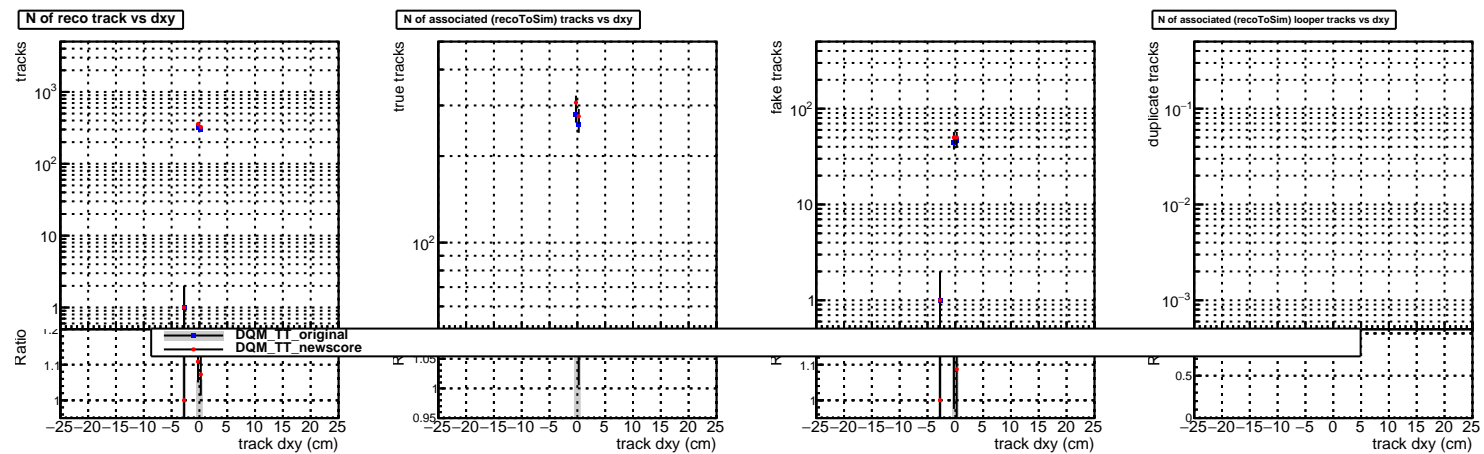 N of reco track vs dxy
tracks
10³
10²
10
1
Ratio
1.2
1.1
1
−25 −20 −15 −10 −5 0 5 10 15 20 25
track dxy (cm)
N of associated (recoToSim) tracks vs dxy
true tracks
10²
1.05
1
0.95
−25 −20 −15 −10 −5 0 5 10 15 20 25
track dxy (cm)
fake tracks
10²
10
1
1.1
1
−25 −20 −15 −10 −5 0 5 10 15 20 25
track dxy (cm)
N of associated (recoToSim) looper tracks vs dxy
duplicate tracks
10⁻¹
10⁻²
10⁻³
0.5
0
−25 −20 −15 −10 −5 0 5 10 15 20 25
track dxy (cm)
DQM_TT_original
DQM_TT_newscore